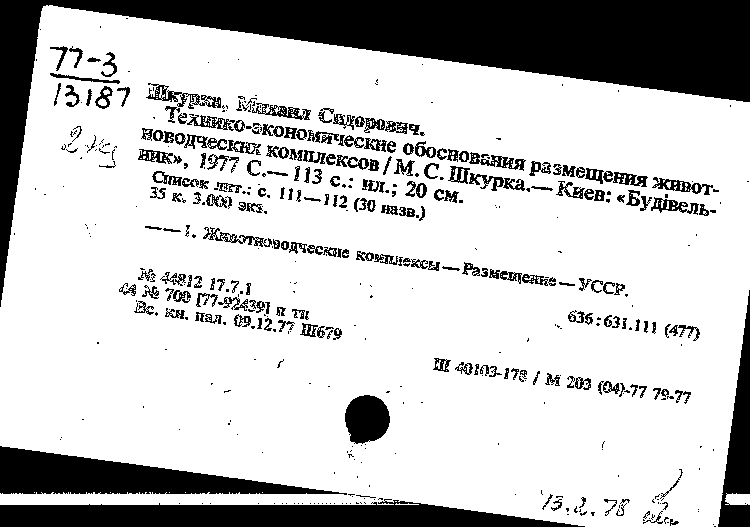 77-3
13187
2 кц
Шкурка, Михаил Сидорович.
Технико-экономические обоснования размещения живот-
новодческих комплексов / М. С. Шкурка.— Киев: «Будівель-
ник», 1977 С.— 113 с.: ил.; 20 см.
Список лит.: с. 111—112 (30 назв.)
35 к. 3.000 экз.
— — 1. Животноводческие комплексы — Размещение — УССР.
636:631.111 (477)
№ 44812 17.7.1
44 № 700 [77-92439] п тп
Вс. кн. пал. 09.12.77 Ш679
Ш 40103-178 / М 203 (04)-77 79-77
13.2.78